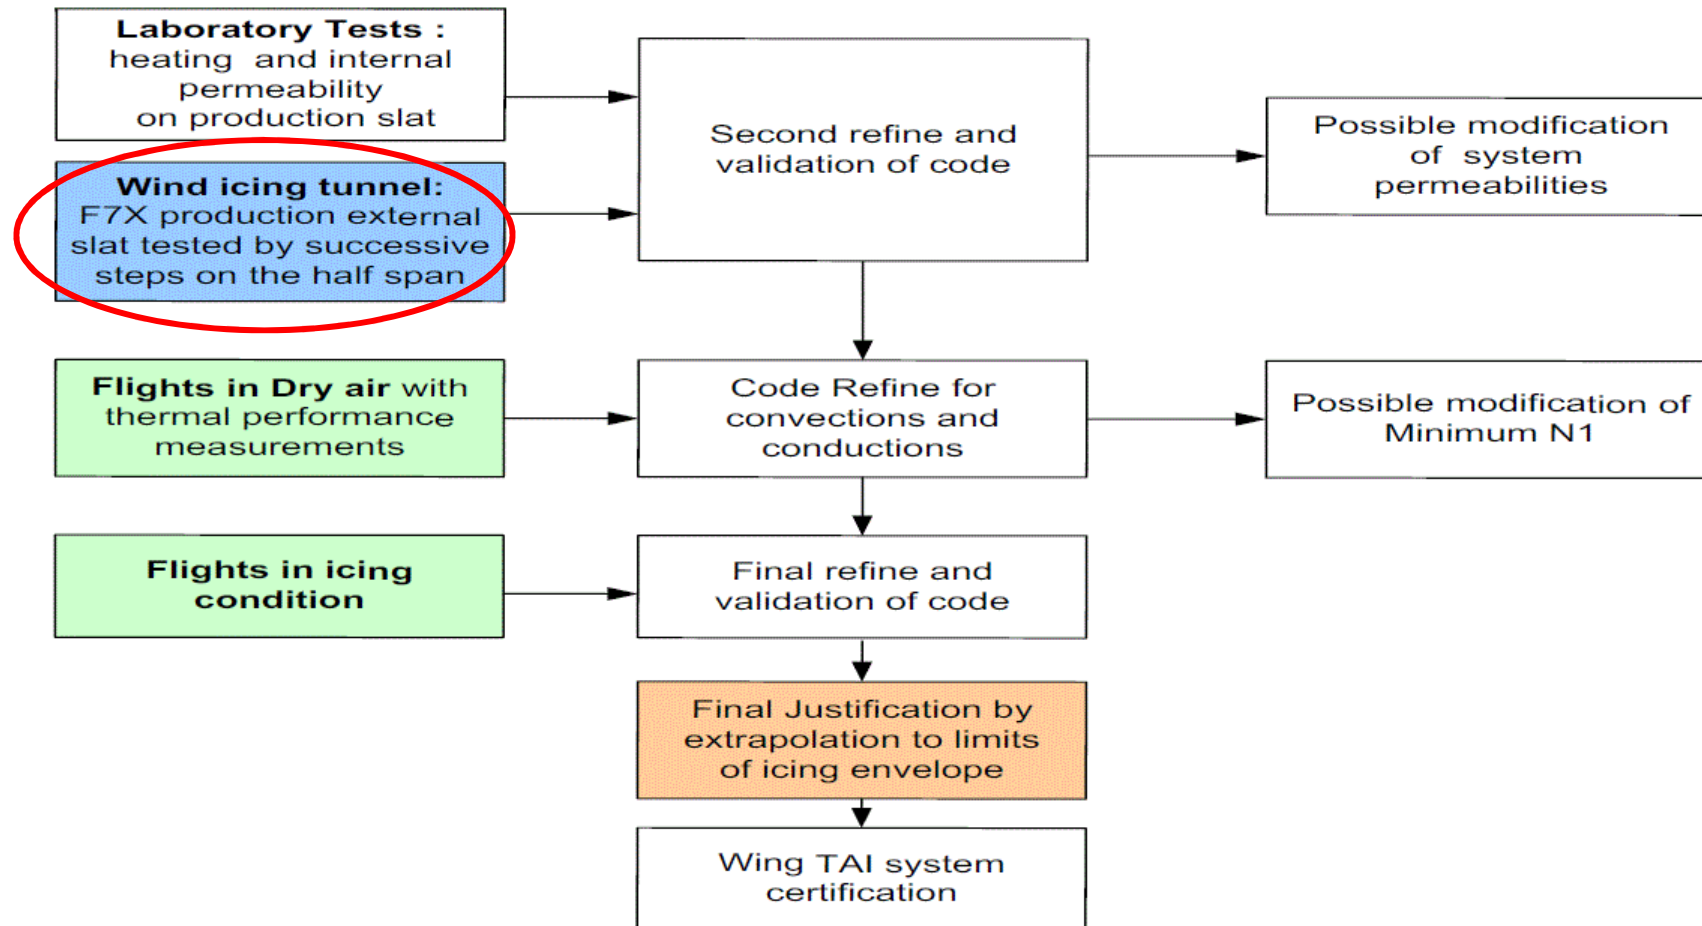 Laboratory Tests :
heating and internal
permeability
on production slat
Second refine and
validation of code
Possible modification
of system
permeabilities
Wind icing tunnel:
F7X production external
slat tested by successive
steps on the half span
Flights in Dry air with
thermal performance
measurements
Code Refine for
convections and
conductions
Possible modification of
Minimum N1
Flights in icing
condition
Final refine and
validation of code
Final Justification by
extrapolation to limits
of icing envelope
Wing TAI system
certification